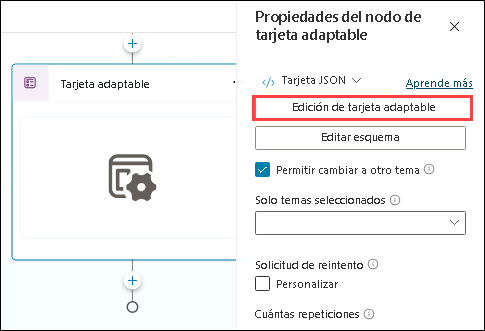 Propiedades del nodo de
tarjeta adaptable
Tarjeta adaptable
Tarjeta JSON
Aprende más
Edición de tarjeta adaptable
Editar esquema
Permitir cambiar a otro tema
Solo temas seleccionados
Solicitud de reintento
Personalizar
Cuántas repeticiones